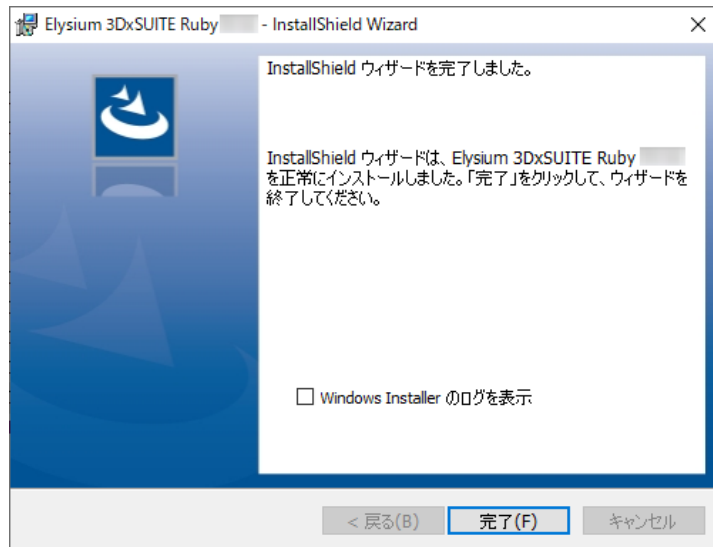 Elysium 3DxSUITE Ruby - InstallShield Wizard
InstallShield ウィザードを完了しました。
InstallShield ウィザードは、Elysium 3DxSUITE Ruby
を正常にインストールしました。「完了」をクリックして、ウィザードを
終了してください。
Windows Installer のログを表示
< 戻る(B)
完了(F)
キャンセル